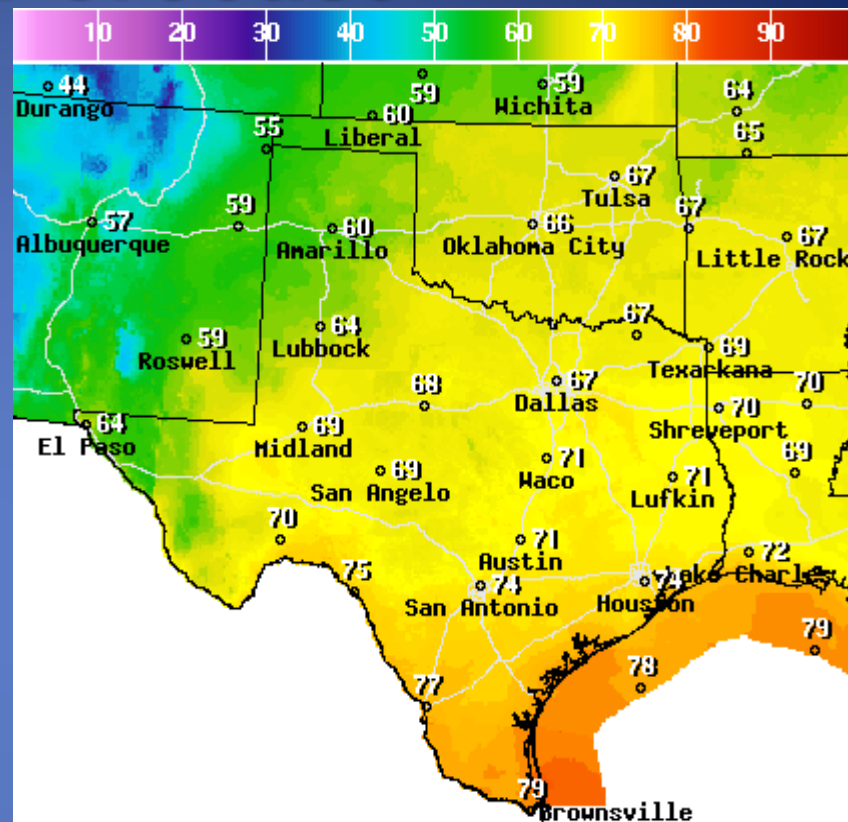 10 20 30 40 50 60 70 80 90
44
Durango
59
59
Wichita
64
60
Liberal
55
65
67
Tulsa
57
Albuquerque
59
60
Amarillo
66
Oklahoma City
67
67
Little Rock
59
Roswell
64
Lubbock
67
69
Texarkana
68
67
Dallas
70
Shreveport
70
64
El Paso
69
Midland
69
San Angelo
71
Waco
71
Lufkin
69
70
71
Austin
72
75
74
San Antonio
74
Houston
Lake Charles
77
78
79
79
Brownsville